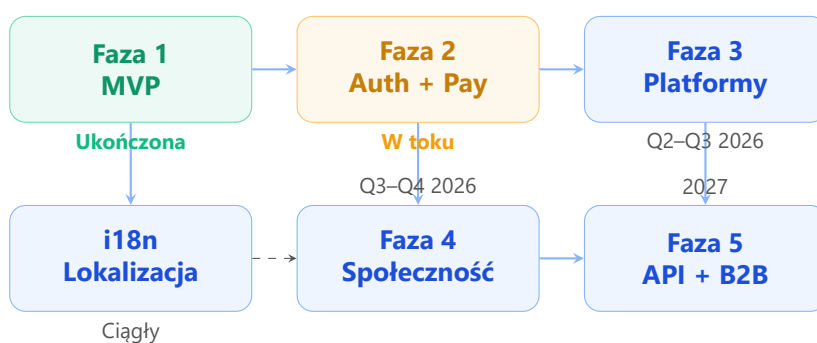 Faza 1
MVP
Faza 2
Auth + Pay
Faza 3
Platformy
Ukończona
W toku
Q2–Q3 2026
Q3–Q4 2026
2027
i18n
Lokalizacja
Faza 4
Społeczność
Faza 5
API + B2B
Ciągły